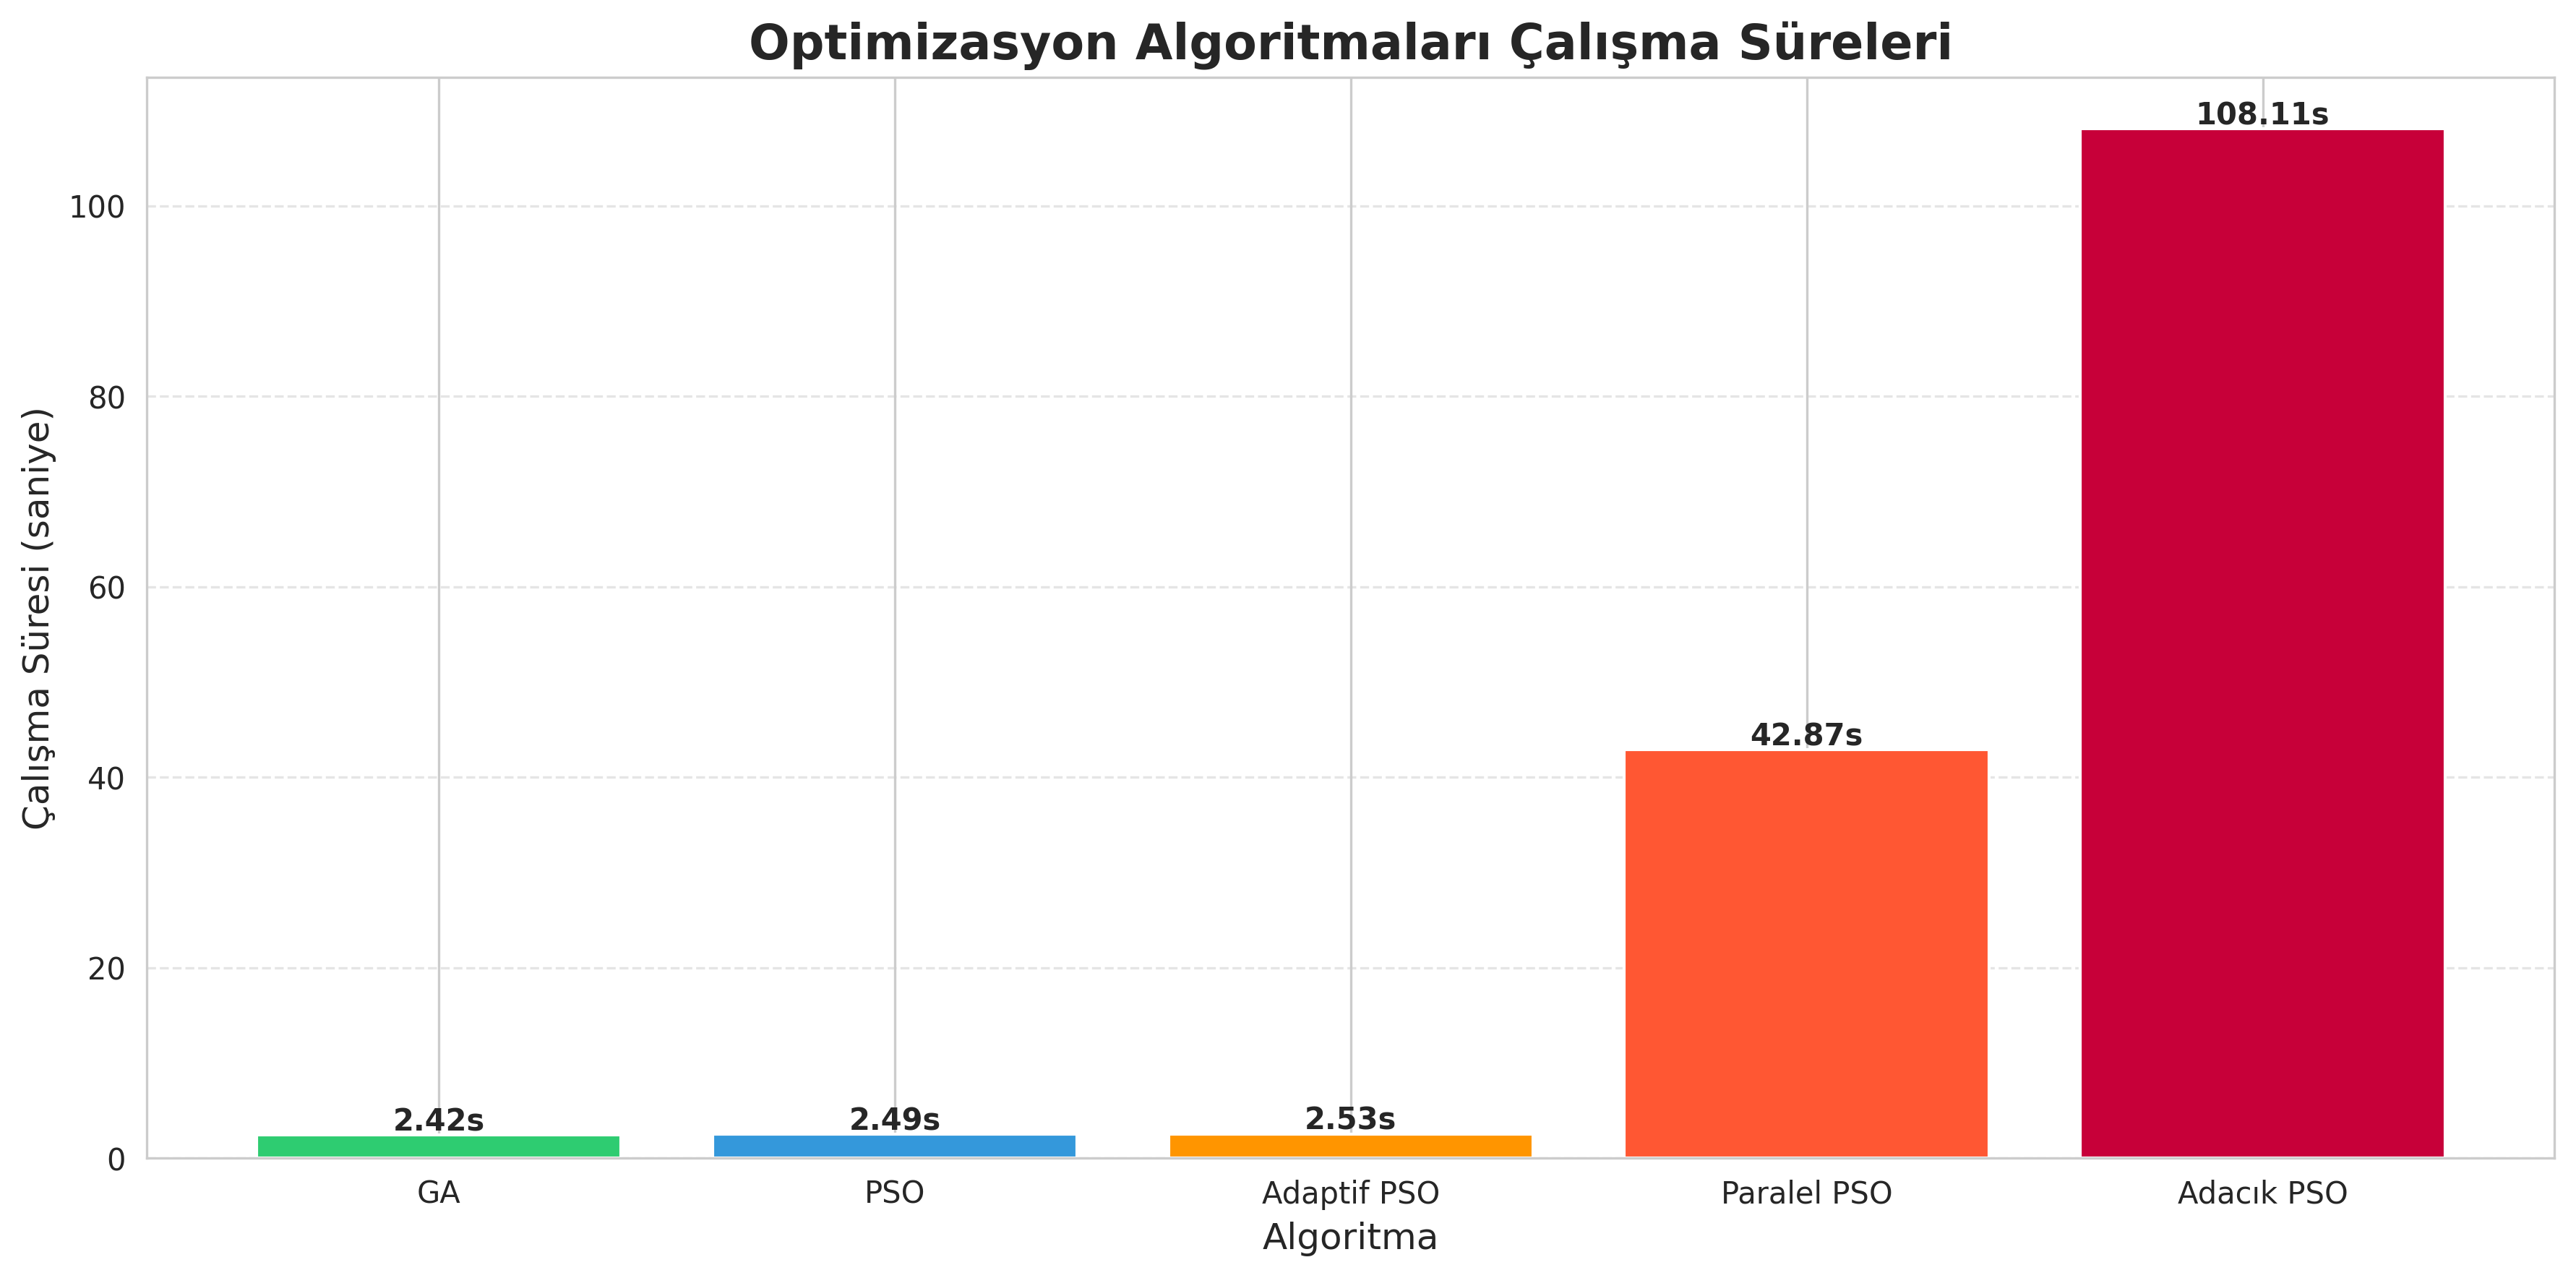 Optimizasyon Algoritmaları Çalışma Süreleri
Çalışma Süresi (saniye)
100
80
60
40
20
0
2.42s
2.49s
2.53s
42.87s
108.11s
GA
PSO
Adaptif PSO
Paralel PSO
Adacık PSO
Algoritma